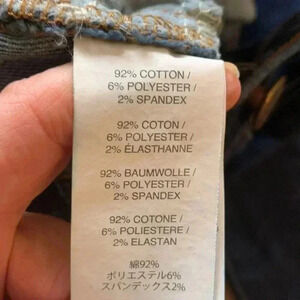 92% COTTON /
6% POLYESTER /
2% SPANDEX
92% COTON /
6% POLYESTER /
2% ÉLASTHANNE
92% BAUMWOLLE /
6% POLYESTER /
2% SPANDEX
92% COTONE /
6% POLIESTERE /
2% ELASTAN
綿92%
ポリエステル6%
スパンデックス2%